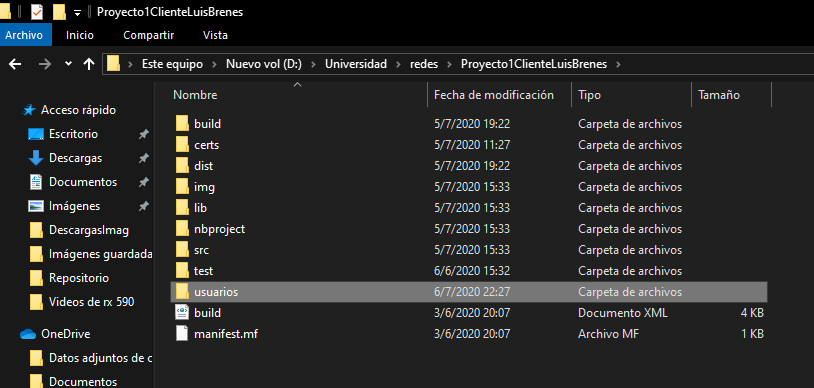 Proyecto1ClienteLuisBrenes
Archivo Inicio Compartir Vista
Este equipo Nuevo vol (D:) Universidad redes Proyecto1ClienteLuisBrenes
Nombre Fecha de modificación Tipo Tamaño
Acceso rápido
Escritorio
Descargas
Documentos
Imágenes
DescargasImag
Imágenes guardada
Repositorio
Videos de rx 590
OneDrive
Datos adjuntos de c
Documentos
build 5/7/2020 19:22 Carpeta de archivos
certs 5/7/2020 11:27 Carpeta de archivos
dist 5/7/2020 19:22 Carpeta de archivos
img 5/7/2020 15:33 Carpeta de archivos
lib 5/7/2020 15:33 Carpeta de archivos
nbproject 5/7/2020 15:33 Carpeta de archivos
src 5/7/2020 15:33 Carpeta de archivos
test 6/6/2020 15:32 Carpeta de archivos
usuarios 6/7/2020 22:27 Carpeta de archivos
build 3/6/2020 20:07 Documento XML 4 KB
manifest.mf 3/6/2020 20:07 Archivo MF 1 KB